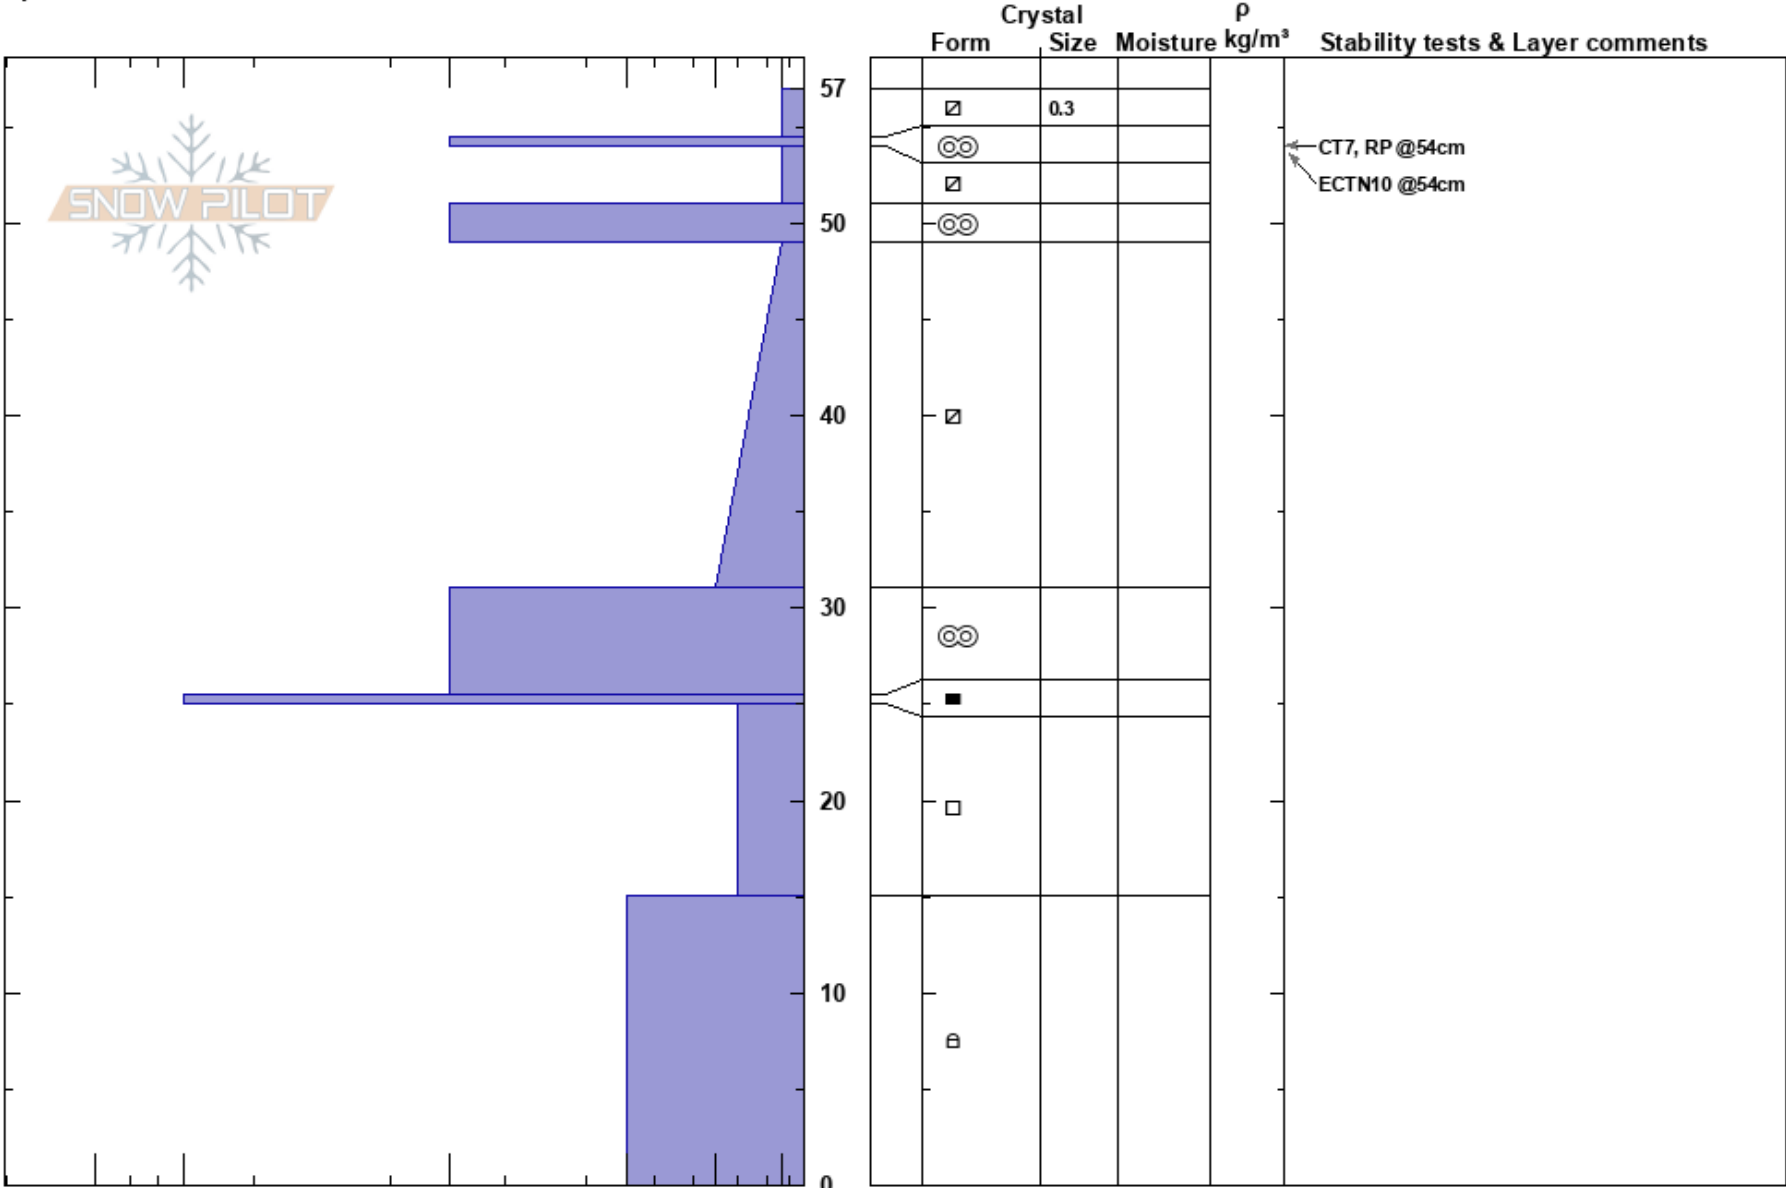 Crystal
ρ
Form
Size
Moisture
kg/m³
Stability tests & Layer comments
57
0.3
SNOW PILOT
CT7, RP @54cm
ECTN10 @54cm
50
40
30
20
10
0